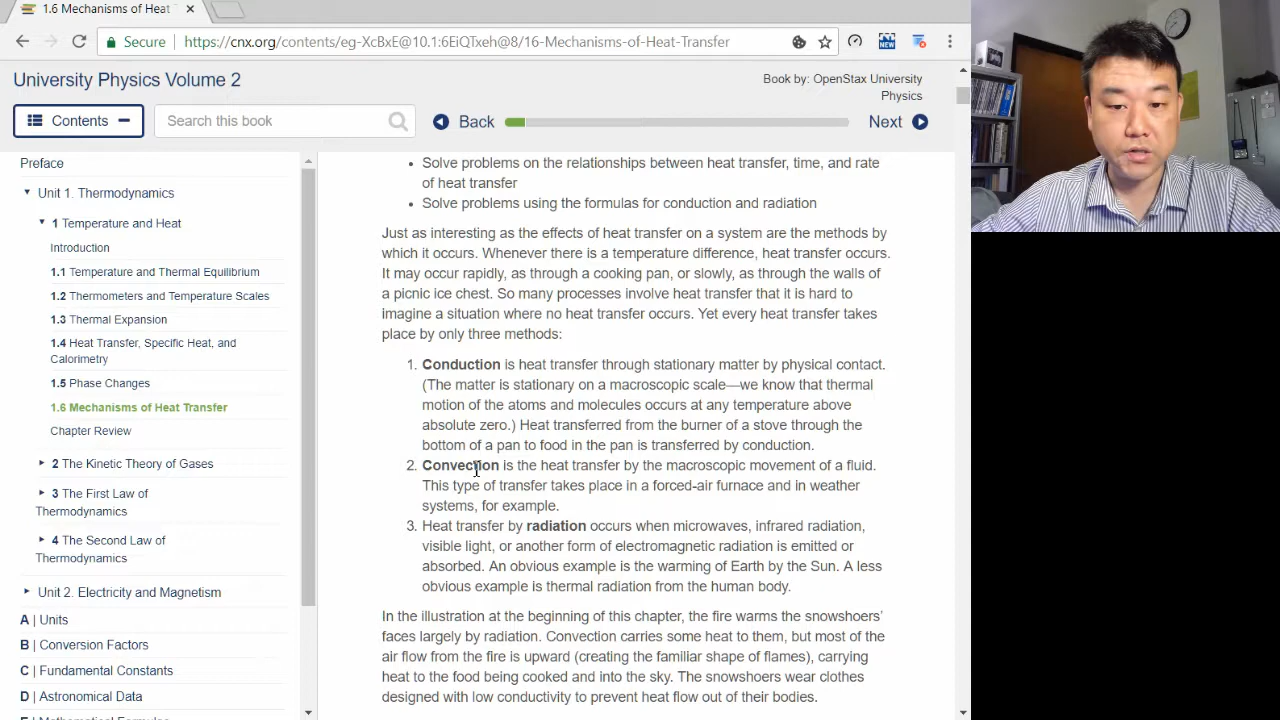 1.6 Mechanisms of Heat
Secure
https://cnx.org/contents/eg-XcBxE@10.1:6EiQTxeh@8/16-Mechanisms-of-Heat-Transfer
NEW
University Physics Volume 2
Book by: OpenStax University
Physics
Contents
Search this book
Back
Next
Preface
Unit 1. Thermodynamics
1 Temperature and Heat
Introduction
1.1 Temperature and Thermal Equilibrium
1.2 Thermometers and Temperature Scales
1.3 Thermal Expansion
1.4 Heat Transfer, Specific Heat, and
Calorimetry
1.5 Phase Changes
1.6 Mechanisms of Heat Transfer
Chapter Review
2 The Kinetic Theory of Gases
3 The First Law of
Thermodynamics
4 The Second Law of
Thermodynamics
Unit 2. Electricity and Magnetism
A | Units
B | Conversion Factors
C | Fundamental Constants
D | Astronomical Data
• Solve problems on the relationships between heat transfer, time, and rate
of heat transfer
• Solve problems using the formulas for conduction and radiation
Just as interesting as the effects of heat transfer on a system are the methods by
which it occurs. Whenever there is a temperature difference, heat transfer occurs.
It may occur rapidly, as through a cooking pan, or slowly, as through the walls of
a picnic ice chest. So many processes involve heat transfer that it is hard to
imagine a situation where no heat transfer occurs. Yet every heat transfer takes
place by only three methods:
1. Conduction is heat transfer through stationary matter by physical contact.
(The matter is stationary on a macroscopic scale—we know that thermal
motion of the atoms and molecules occurs at any temperature above
absolute zero.) Heat transferred from the burner of a stove through the
bottom of a pan to food in the pan is transferred by conduction.
2. Convection is the heat transfer by the macroscopic movement of a fluid.
This type of transfer takes place in a forced-air furnace and in weather
systems, for example.
3. Heat transfer by radiation occurs when microwaves, infrared radiation,
visible light, or another form of electromagnetic radiation is emitted or
absorbed. An obvious example is the warming of Earth by the Sun. A less
obvious example is thermal radiation from the human body.
In the illustration at the beginning of this chapter, the fire warms the snowshoers’
faces largely by radiation. Convection carries some heat to them, but most of the
air flow from the fire is upward (creating the familiar shape of flames), carrying
heat to the food being cooked and into the sky. The snowshoers wear clothes
designed with low conductivity to prevent heat flow out of their bodies.